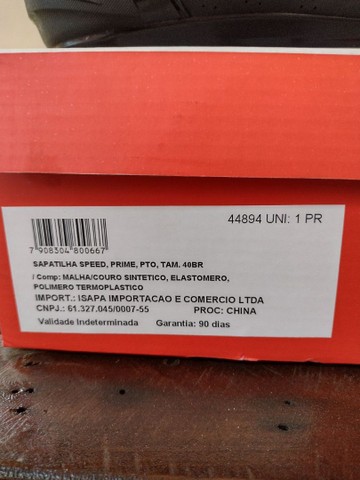 44894 UNI: 1 PR
7 908304 800667
SAPATILHA SPEED, PRIME, PTO, TAM. 40BR
/ Comp: MALHA/COURO SINTETICO, ELASTOMERO,
POLIMERO TERMOPLASTICO
IMPORT.: ISAPA IMPORTACAO E COMERCIO LTDA
CNPJ.: 61.327.045/0007-55 PROC: CHINA
Validade Indeterminada Garantia: 90 dias